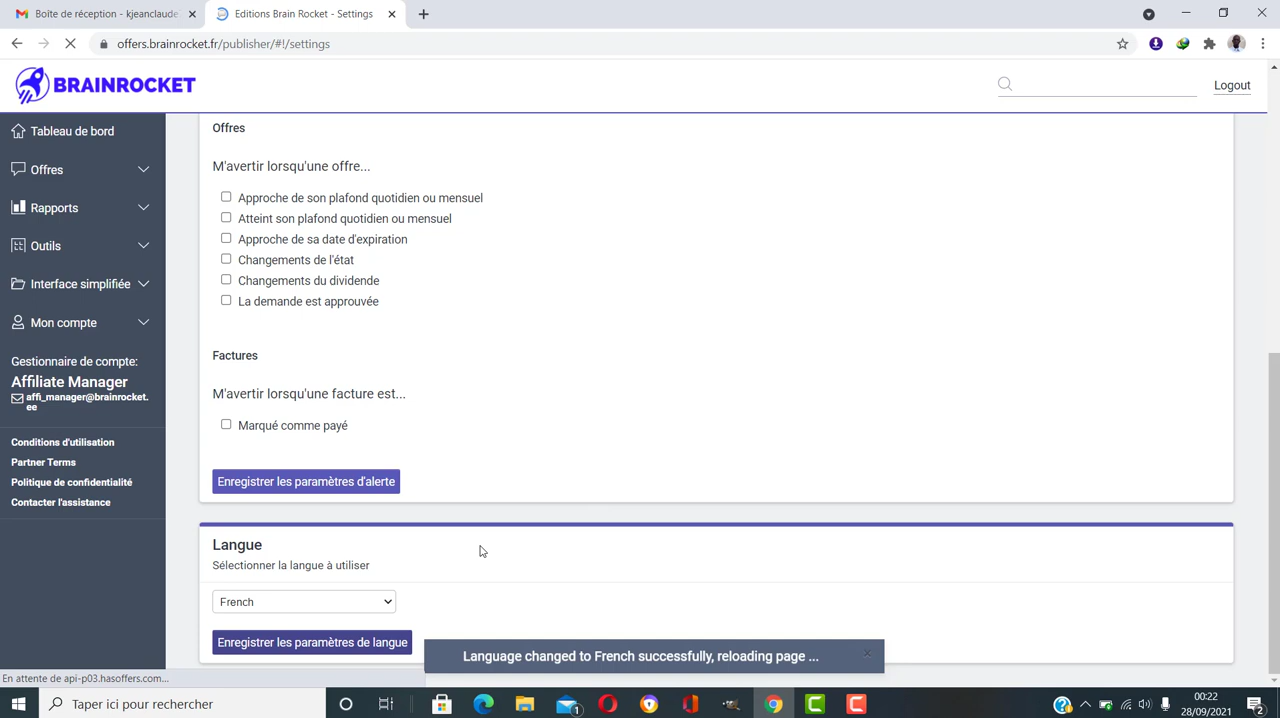 Boîte de réception - kjeanclaude
Editions Brain Rocket - Settings
offers.brainrocket.fr/publisher/#!/settings
BRAINROCKET
Logout
Tableau de bord
Offres
Rapports
Outils
Interface simplifiée
Mon compte
Gestionnaire de compte:
Affiliate Manager
affi_manager@brainrocket.
ee
Conditions d'utilisation
Partner Terms
Politique de confidentialité
Contacter l'assistance
Offres
M'avertir lorsqu'une offre...
Approche de son plafond quotidien ou mensuel
Atteint son plafond quotidien ou mensuel
Approche de sa date d'expiration
Changements de l'état
Changements du dividende
La demande est approuvée
Factures
M'avertir lorsqu'une facture est...
Marqué comme payé
Enregistrer les paramètres d'alerte
Langue
Sélectionner la langue à utiliser
French
Enregistrer les paramètres de langue
Language changed to French successfully, reloading page ...
En attente de api-p03.hasoffers.com...
Taper ici pour rechercher
1
00:22
28/09/2021
2